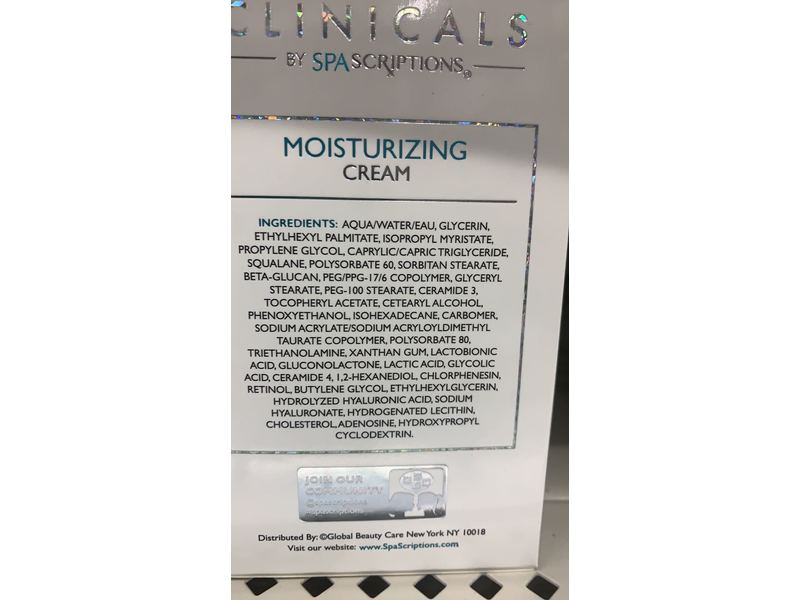 CLINICALS
BY SPASCRIPTIONS®
MOISTURIZING
CREAM
INGREDIENTS: AQUA/WATER/EAU, GLYCERIN,
ETHYLHEXYL PALMITATE, ISOPROPYL MYRISTATE,
PROPYLENE GLYCOL, CAPRYLIC/CAPRIC TRIGLYCERIDE,
SQUALANE, POLYSORBATE 60, SORBITAN STEARATE,
BETA-GLUCAN, PEG/PPG-17/6 COPOLYMER, GLYCERYL
STEARATE, PEG-100 STEARATE, CERAMIDE 3,
TOCOPHERYL ACETATE, CETEARYL ALCOHOL,
PHENOXYETHANOL, ISOHEXADECANE, CARBOMER,
SODIUM ACRYLATE/SODIUM ACRYLOYLDIMETHYL
TAURATE COPOLYMER, POLYSORBATE 80,
TRIETHANOLAMINE, XANTHAN GUM, LACTOBIONIC
ACID, GLUCONOLACTONE, LACTIC ACID, GLYCOLIC
ACID, CERAMIDE 4, 1,2-HEXANEDIOL, CHLORPHENESIN,
RETINOL, BUTYLENE GLYCOL, ETHYLHEXYLGLYCERIN,
HYDROLYZED HYALURONIC ACID, SODIUM
HYALURONATE, HYDROGENATED LECITHIN,
CHOLESTEROL, ADENOSINE, HYDROXYPROPYL
CYCLODEXTRIN.
JOIN OUR
COMMUNITY
@spascriptions
#spascriptions
Distributed By: ©Global Beauty Care New York NY 10018
Visit our website: www.SpaScriptions.com